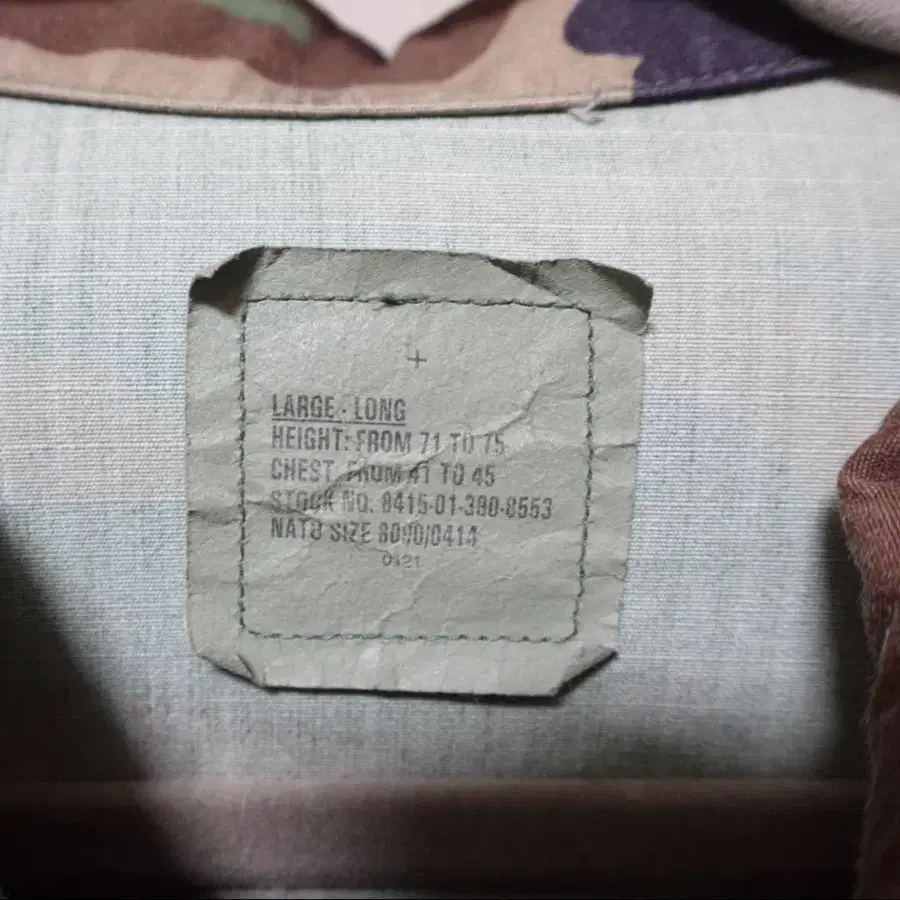 +
LARGE - LONG
HEIGHT: FROM 71 TO 75
CHEST: FROM 41 TO 45
STOCK NO. 8415-01-390-8553
NATO SIZE 8090/0414
0421